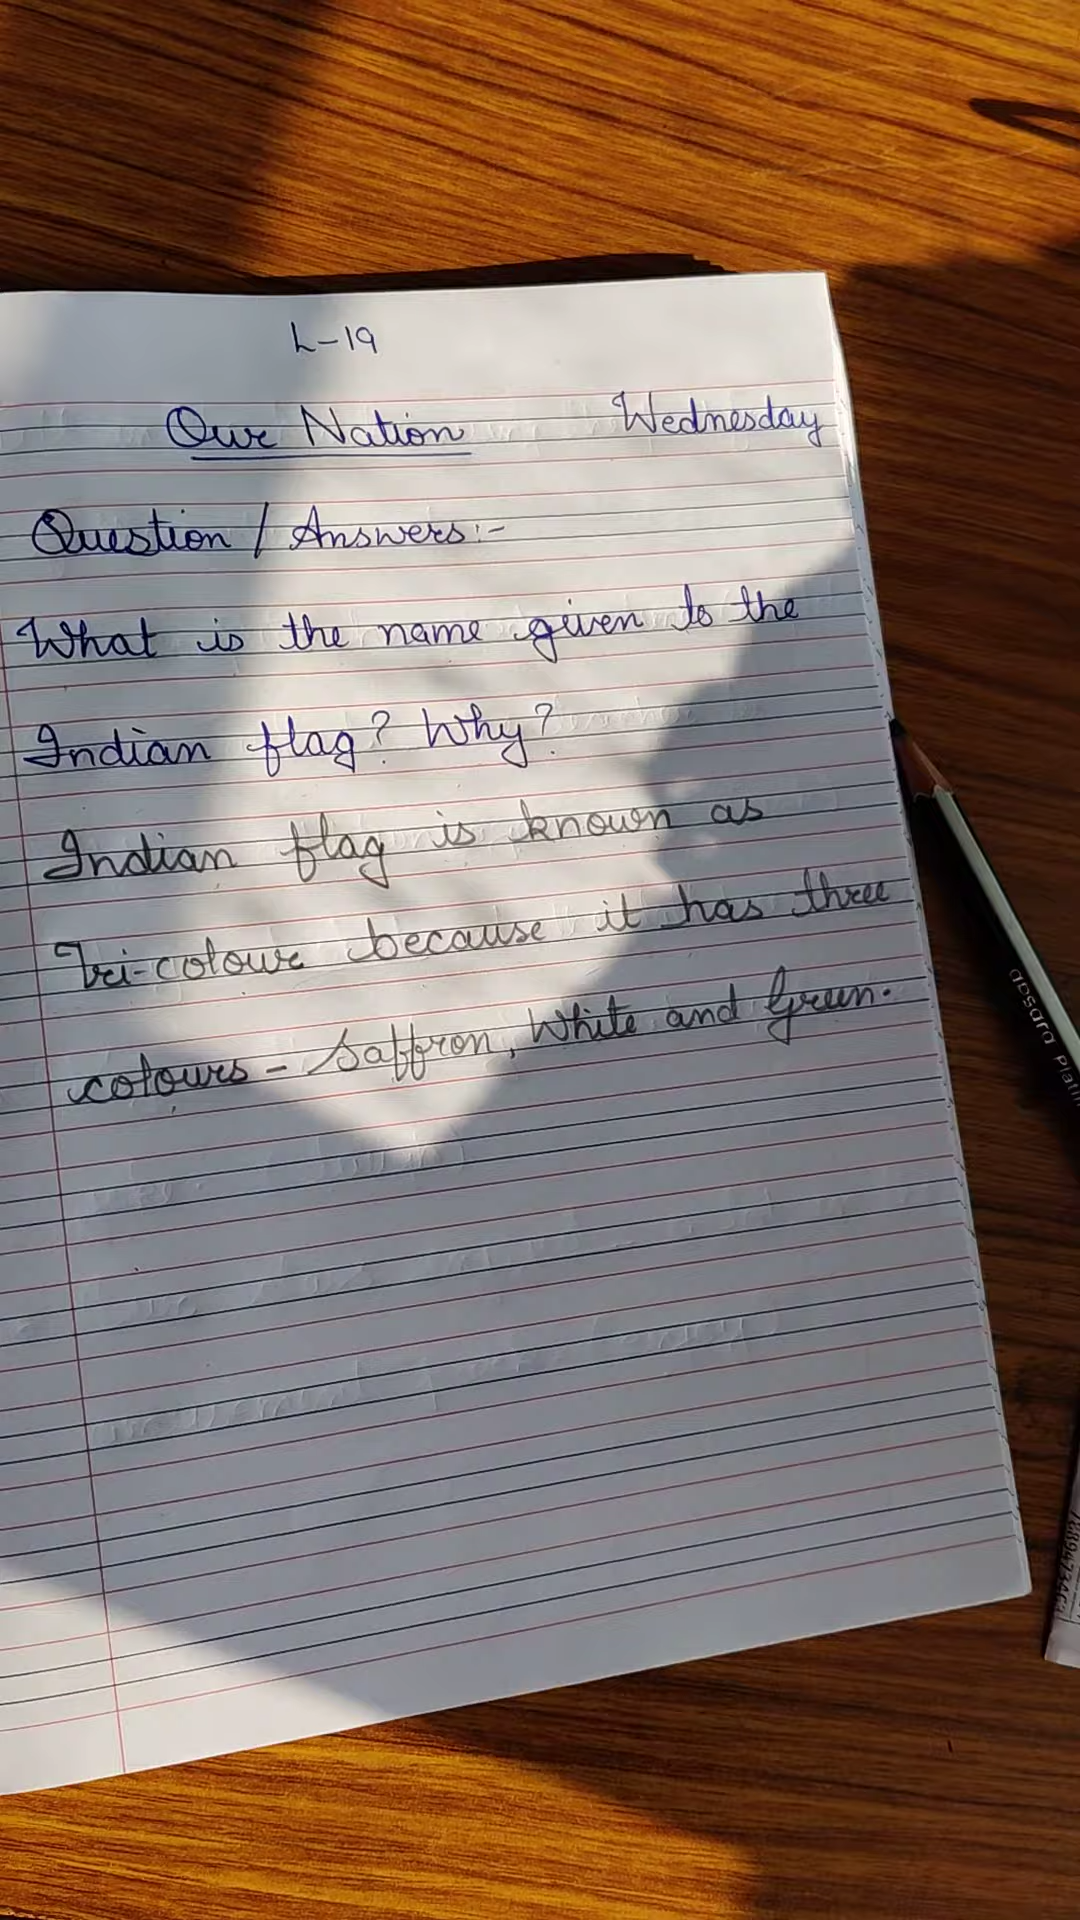 L-19
Our Nation Wednesday
Question / Answers:-
What is the name given to the
Indian flag? Why?
Indian flag is known as
Tri-colour because it has three
colours - Saffron, White and Green.
apsara Plati